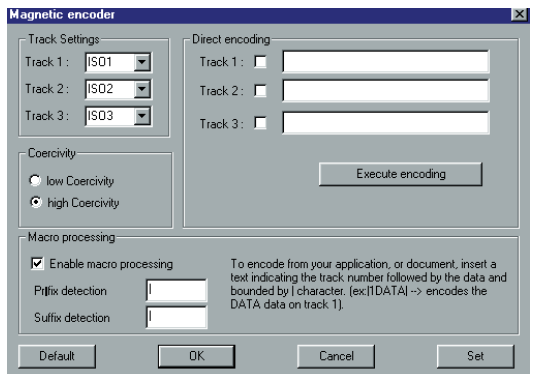 Magnetic encoder
Track Settings
Track 1 : ISO1
Track 2 : ISO2
Track 3 : ISO3
Direct encoding
Track 1 :
Track 2 :
Track 3 :
Execute encoding
Coercivity
low Coercivity
high Coercivity
Macro processing
Enable macro processing
Prifix detection |
Suffix detection |
To encode from your application, or document, insert a
text indicating the track number followed by the data and
bounded by | character. (ex:|1DATA| --> encodes the
DATA data on track 1).
Default OK Cancel Set